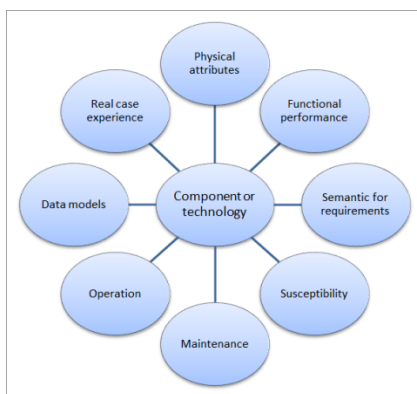 Physical
attributes
Real case
experience
Functional
performance
Data models
Component or
technology
Semantic for
requirements
Operation
Susceptibility
Maintenance